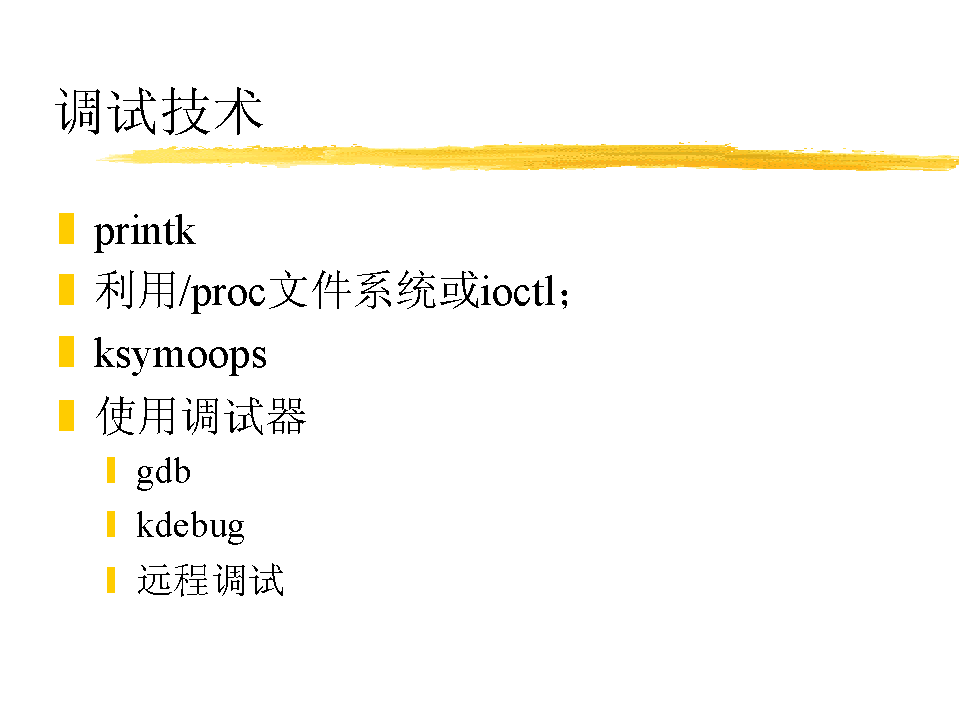 调试技术
printk
利用/proc文件系统或ioctl；
ksymoops
使用调试器
gdb
kdebug
远程调试